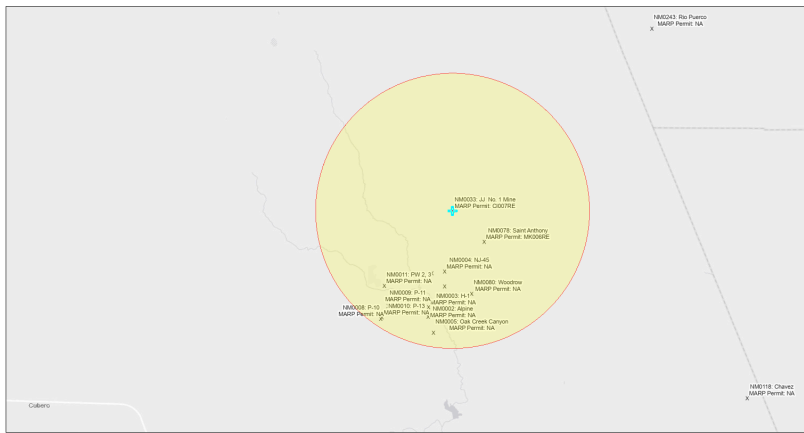 NM0243: Rio Puerco
MARP Permit: NA
NM0033: JJ No. 1 Mine
MARP Permit: CI007RE
NM0078: Saint Anthony
MARP Permit: MK006RE
NM0004: NJ-45
MARP Permit: NA
NM0011: PW 2, 3
MARP Permit: NA
NM0080: Woodrow
MARP Permit: NA
NM0009: P-11
MARP Permit: NA
NM0003: H-1
MARP Permit: NA
NM0008: P-10
MARP Permit: NA
NM0010: P-13
MARP Permit: NA
NM0002: Alpine
MARP Permit: NA
NM0005: Oak Creek Canyon
MARP Permit: NA
NM0118: Chavez
MARP Permit: NA
Cubero